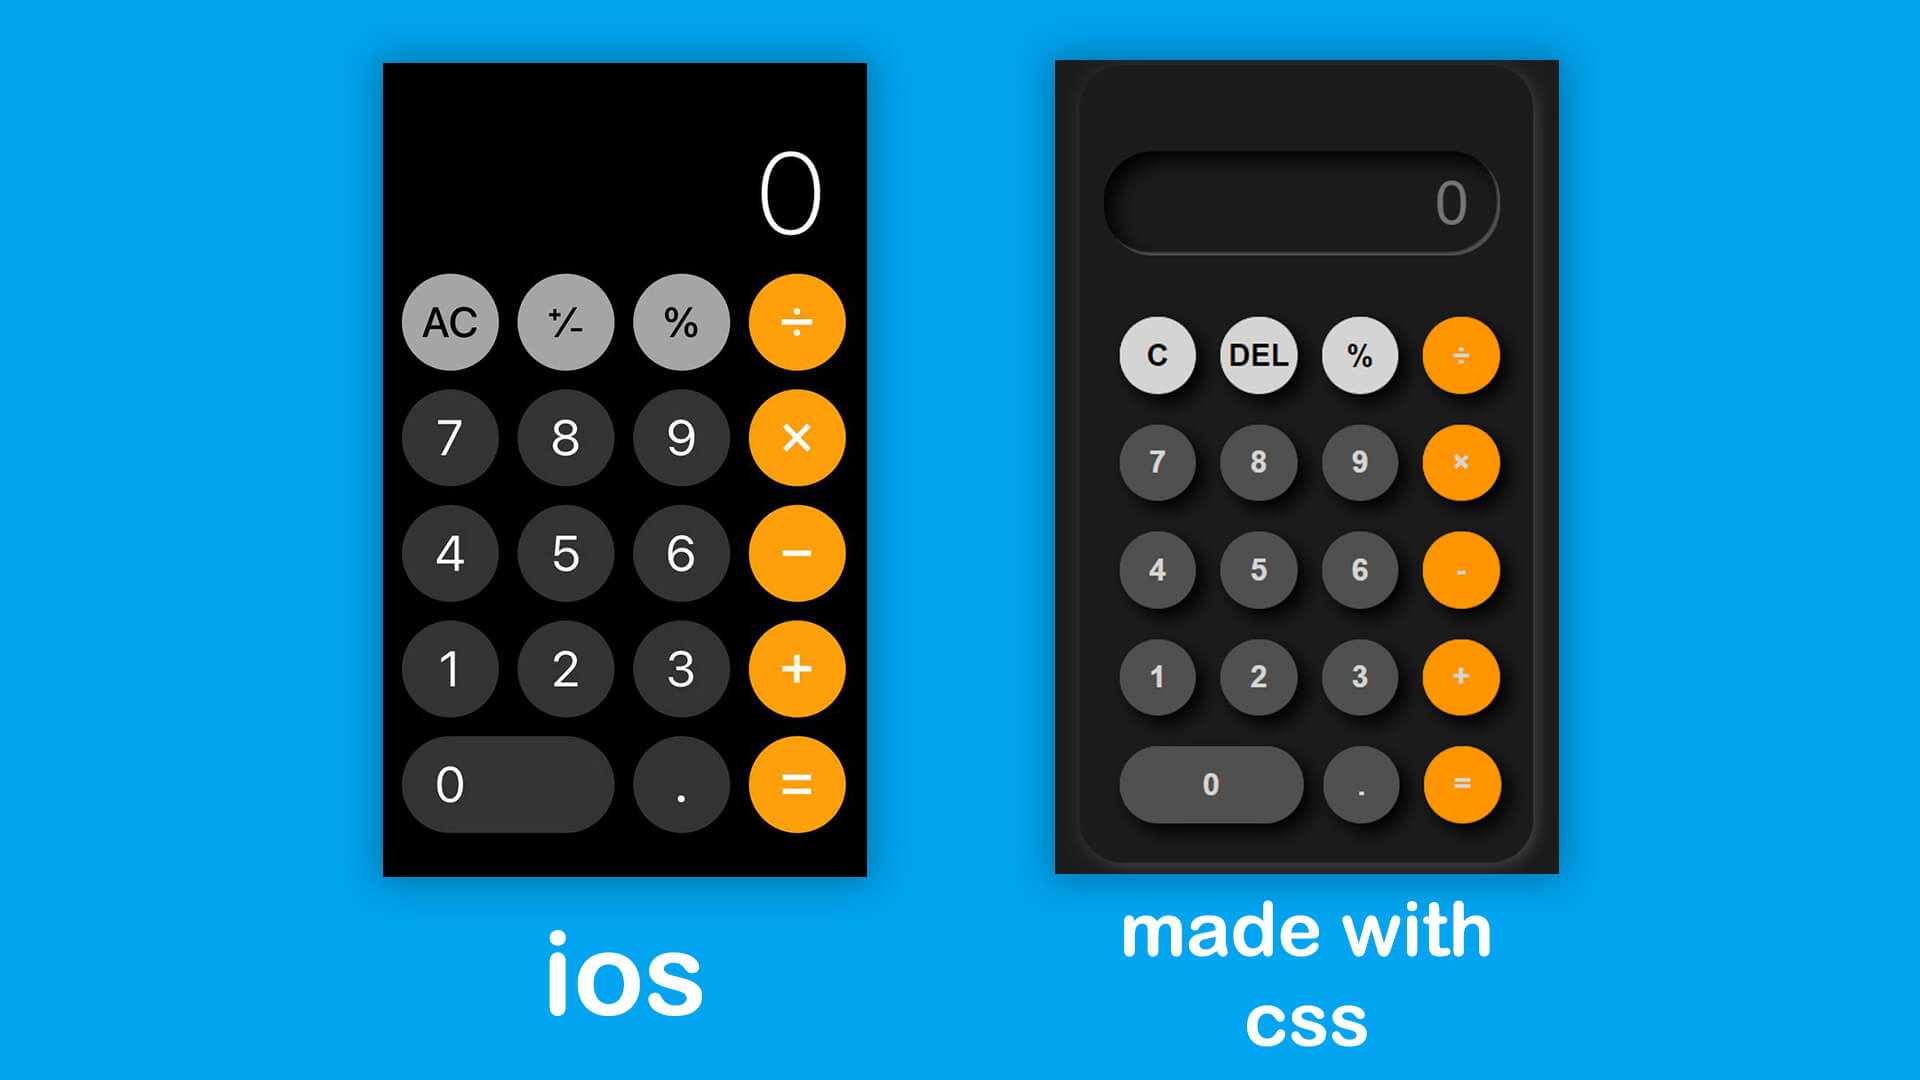 0
AC ⁺⁄₋ % ÷
7 8 9 ×
4 5 6 −
1 2 3 +
0 . =
ios
0
C DEL % ÷
7 8 9 ×
4 5 6 -
1 2 3 +
0 . =
made with
css